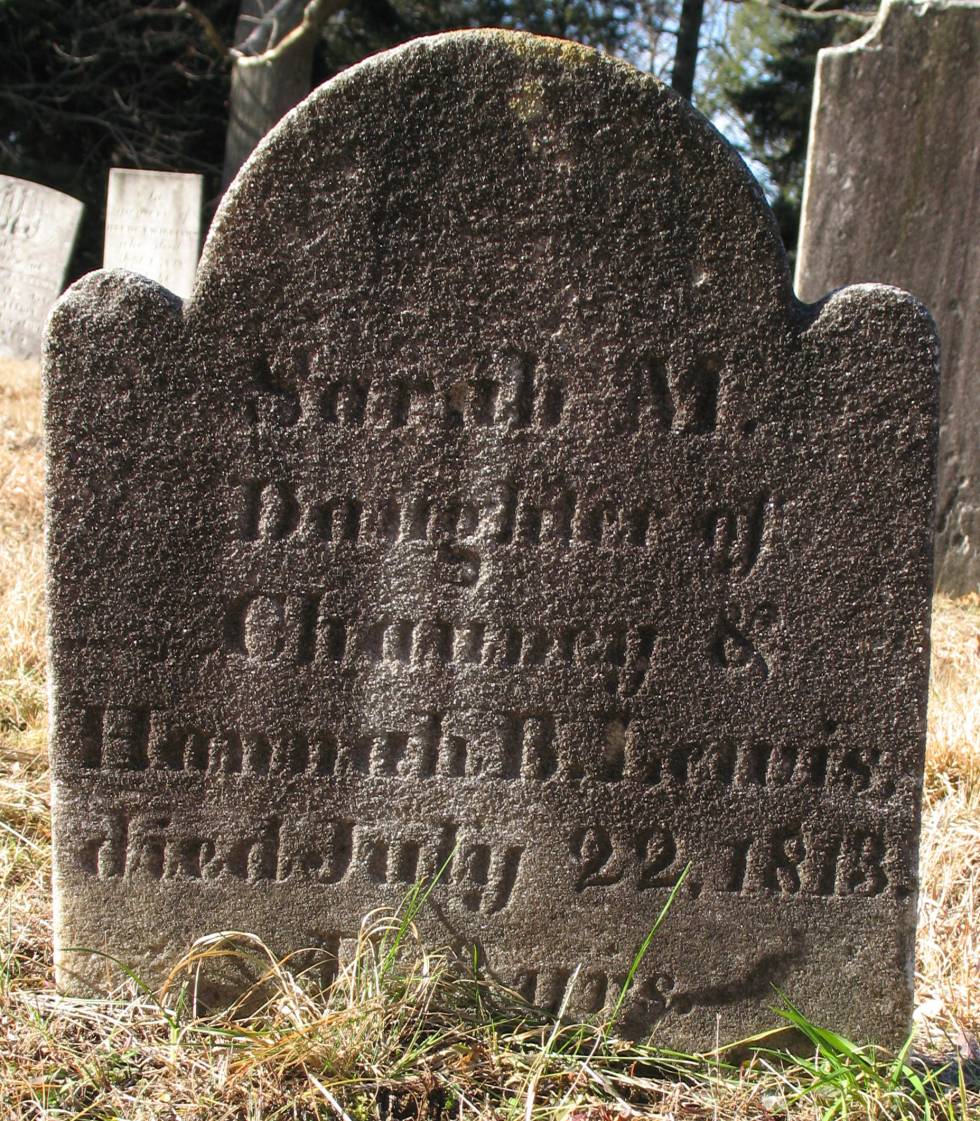 Sarah M.
Daughter of
Chauncey &
Hannah B. Lewis,
died July 22, 1813.